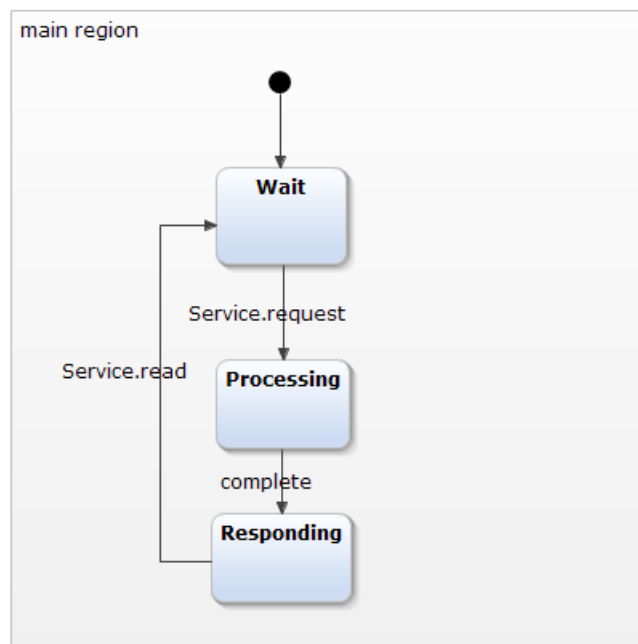 main region
Wait
Service.request
Service.read
Processing
complete
Responding